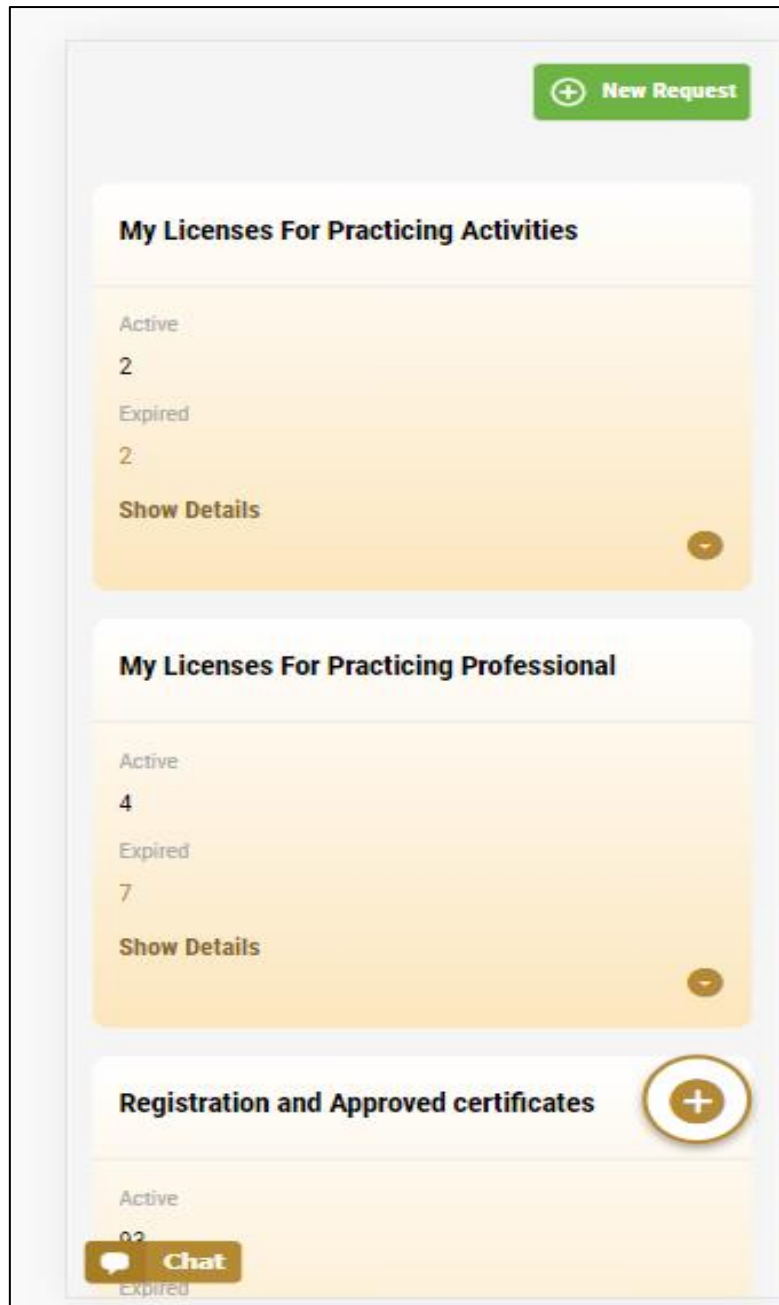 New Request
My Licenses For Practicing Activities
Active
2
Expired
2
Show Details
My Licenses For Practicing Professional
Active
4
Expired
7
Show Details
Registration and Approved certificates
Active
Chat
Expired